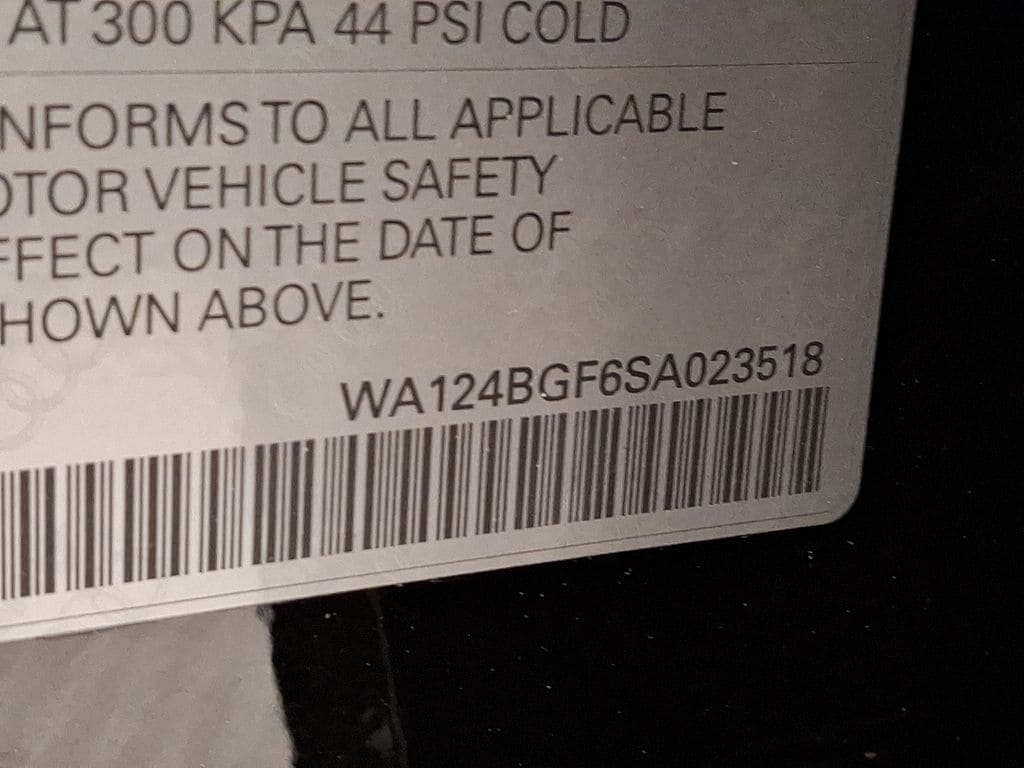 AT 300 KPA 44 PSI COLD
NFORMS TO ALL APPLICABLE
OTOR VEHICLE SAFETY
FFECT ON THE DATE OF
HOWN ABOVE.
WA124BGF6SA023518